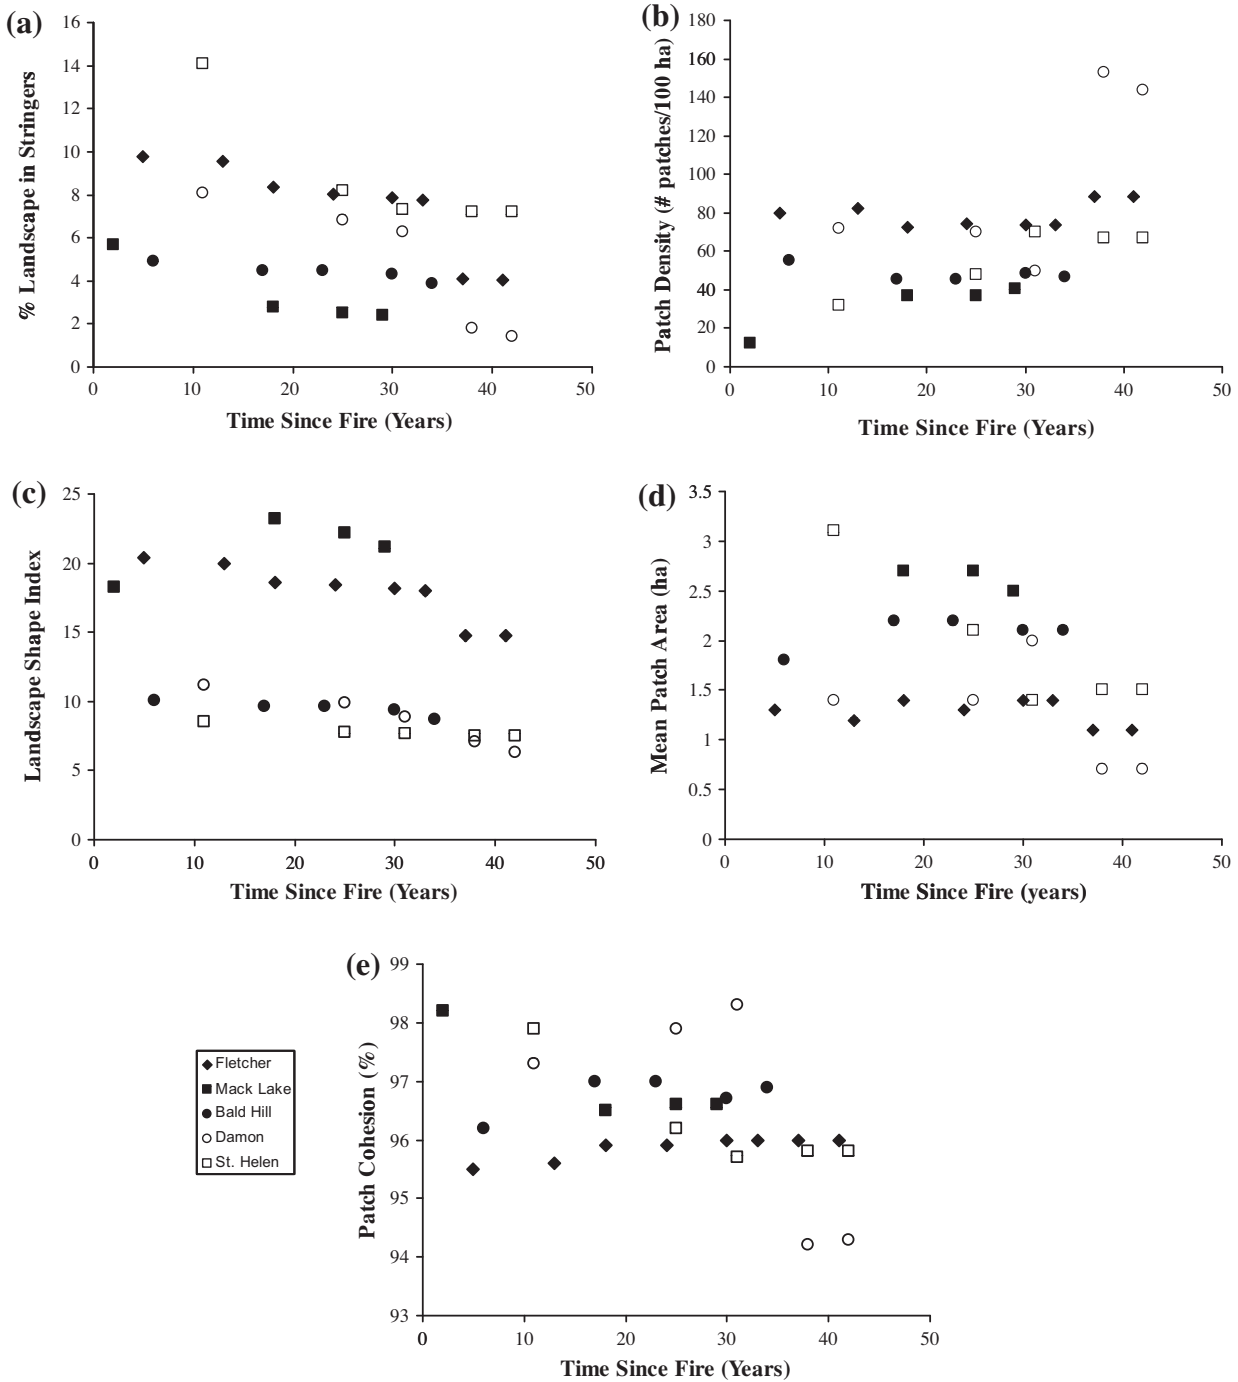 (a)
% Landscape in Stringers
16
14
12
10
8
6
4
2
0
0 10 20 30 40 50
Time Since Fire (Years)
(b)
Patch Density (# patches/100 ha)
180
160
140
120
100
80
60
40
20
0
0 10 20 30 40 50
Time Since Fire (Years)
(c)
Landscape Shape Index
25
20
15
10
5
0
0 10 20 30 40 50
Time Since Fire (Years)
(d)
Mean Patch Area (ha)
3.5
3
2.5
2
1.5
1
0.5
0
0 10 20 30 40 50
Time Since Fire (years)
(e)
Patch Cohesion (%)
99
98
97
96
95
94
93
0 10 20 30 40 50
Time Since Fire (Years)
Fletcher
Mack Lake
Bald Hill
Damon
St. Helen